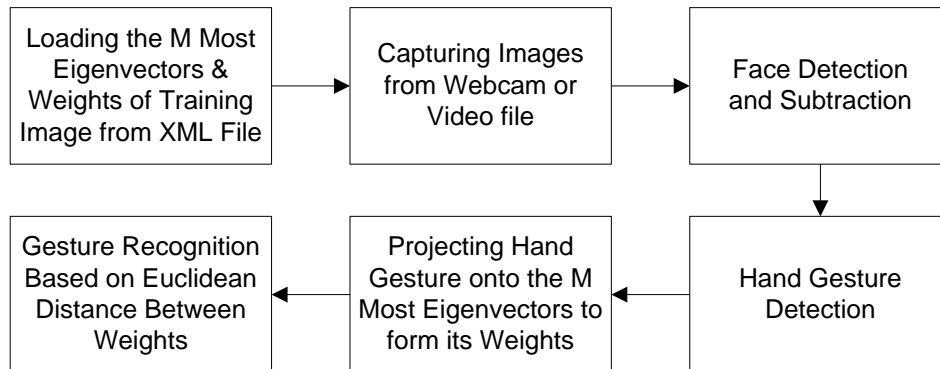 Loading the M Most
Eigenvectors &
Weights of Training
Image from XML File
Capturing Images
from Webcam or
Video file
Face Detection
and Subtraction
Hand Gesture
Detection
Projecting Hand
Gesture onto the M
Most Eigenvectors to
form its Weights
Gesture Recognition
Based on Euclidean
Distance Between
Weights